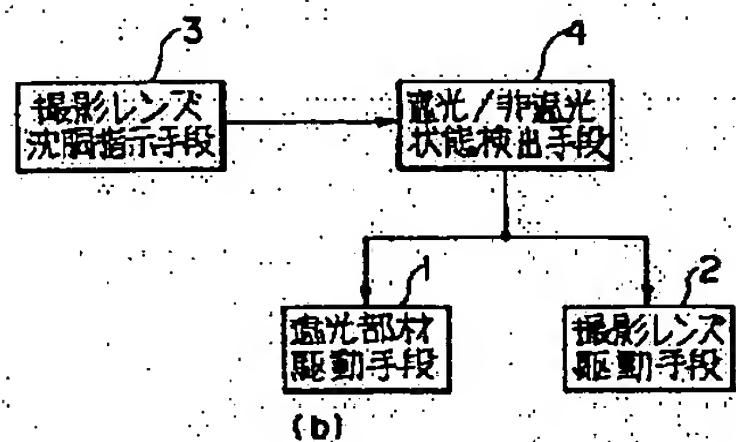 3
撮影レンズ
沈胴指示手段
4
遮光/非遮光
状態検出手段
1
遮光部材
駆動手段
2
撮影レンズ
駆動手段
(b)